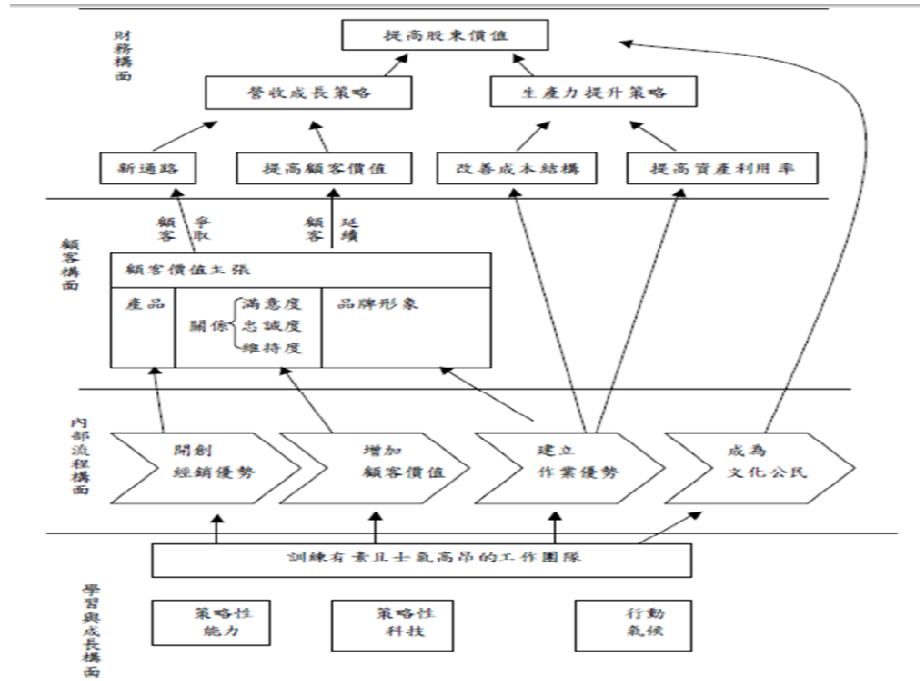 財務構面
提高股東價值
營收成長策略
生產力提升策略
新通路
提高顧客價值
改善成本結構
提高資產利用率
顧客構面
顧客
爭取
顧客
延續
顧客價值主張
產品
關係
滿意度
忠誠度
維持度
品牌形象
內部流程構面
開創
經銷優勢
增加
顧客價值
建立
作業優勢
成為
文化公民
學習與成長構面
訓練有素且士氣高昂的工作團隊
策略性
能力
策略性
科技
行動
氣候